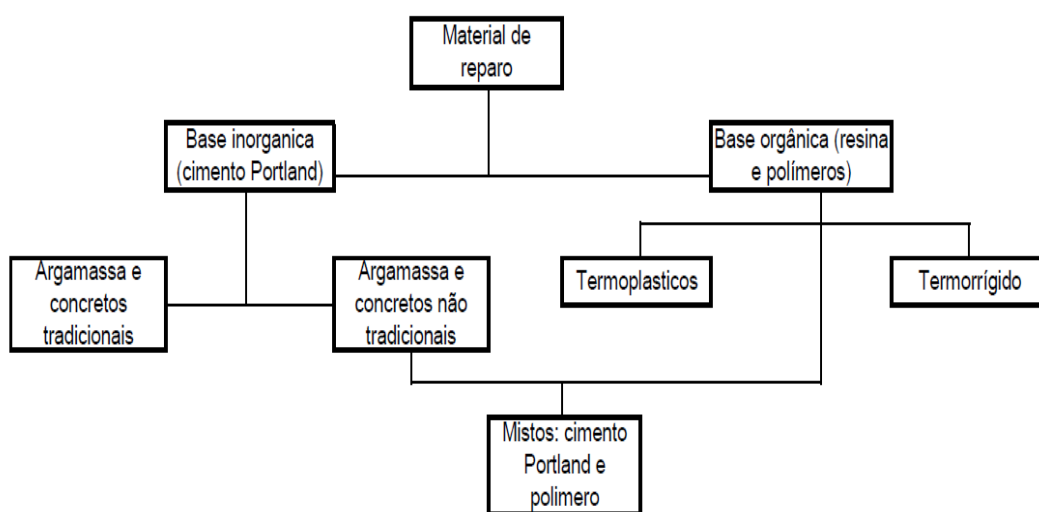 Material de
reparo
Base inorganica
(cimento Portland)
Base orgânica (resina
e polímeros)
Argamassa e
concretos
tradicionais
Argamassa e
concretos não
tradicionais
Termoplasticos
Termorrígido
Mistos: cimento
Portland e
polimero